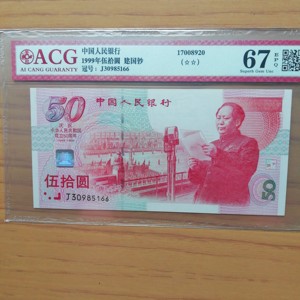 ACG
AI CANG GUARANTY
中国人民银行
1999年伍拾圆 建国钞
冠号：J30985166
17008920
(☆☆)
67 EPQ
Superb Gem Unc
50
中国人民银行
伍拾圆
J30985166
50